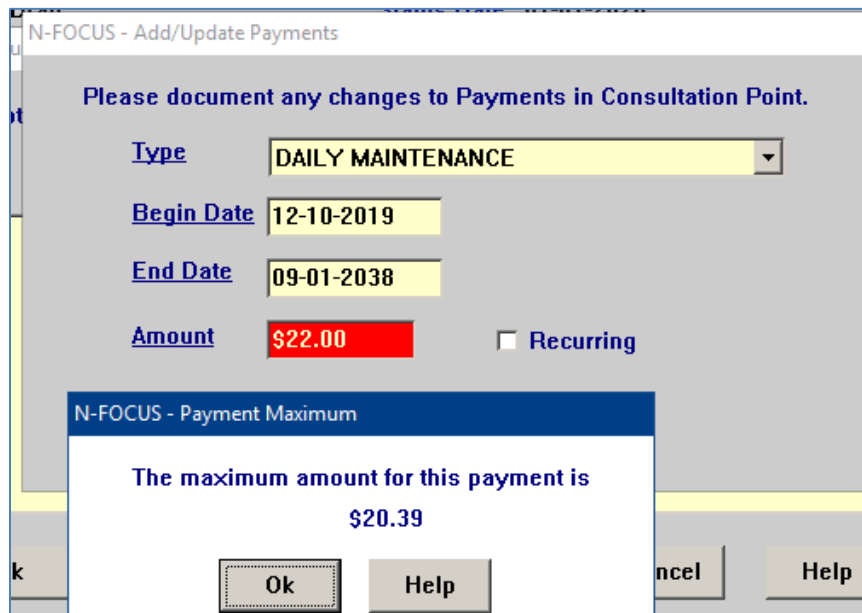 N-FOCUS - Add/Update Payments
Please document any changes to Payments in Consultation Point.
Type DAILY MAINTENANCE
Begin Date 12-10-2019
End Date 09-01-2038
Amount $22.00 Recurring
N-FOCUS - Payment Maximum
The maximum amount for this payment is
$20.39
Ok Help
Help